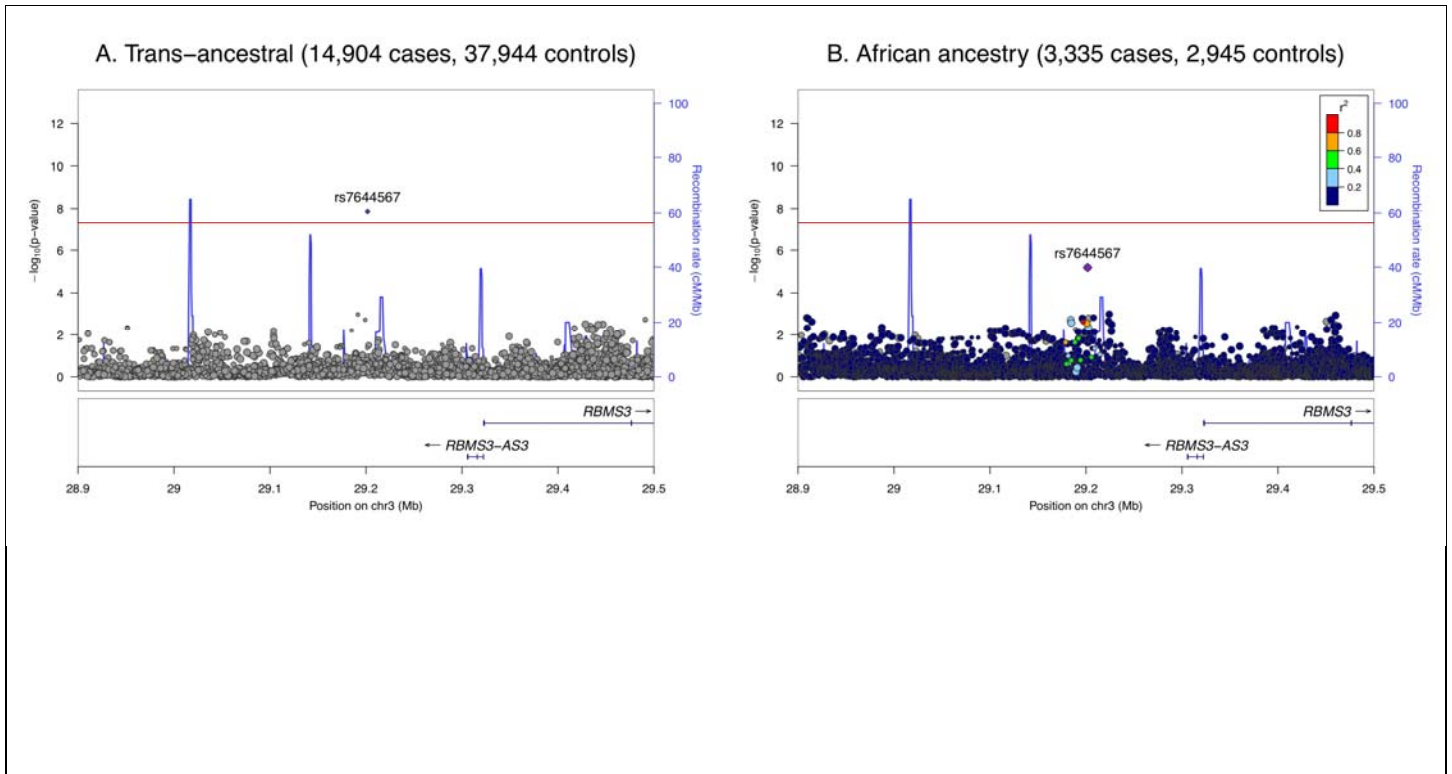 A. Trans−ancestral (14,904 cases, 37,944 controls)
12
10
8
6
4
2
0
−log10(p−value)
100
80
60
40
20
0
Recombination rate (cM/Mb)
rs7644567
RBMS3 →
← RBMS3−AS3
28.9 29 29.1 29.2 29.3 29.4 29.5
Position on chr3 (Mb)
B. African ancestry (3,335 cases, 2,945 controls)
12
10
8
6
4
2
0
−log10(p−value)
100
80
60
40
20
0
Recombination rate (cM/Mb)
r2
0.8
0.6
0.4
0.2
rs7644567
RBMS3 →
← RBMS3−AS3
28.9 29 29.1 29.2 29.3 29.4 29.5
Position on chr3 (Mb)